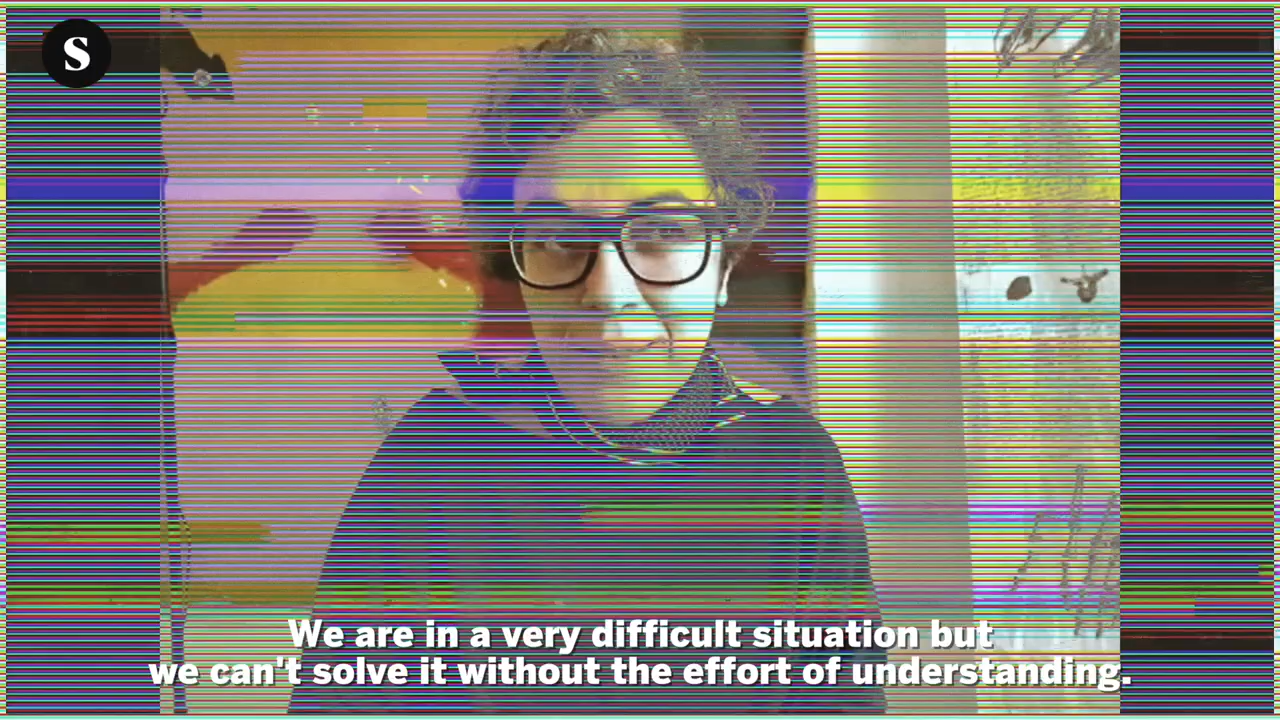 S
We are in a very difficult situation but
we can't solve it without the effort of understanding.